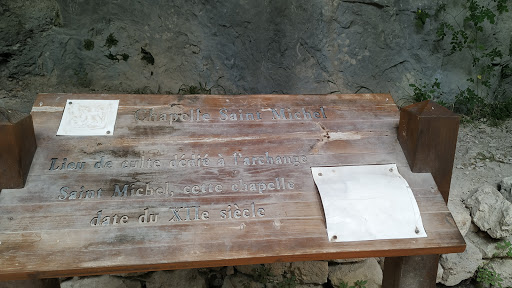 Chapelle Saint Michel
Lieu de culte dédié à l'archange
Saint Michel, cette chapelle
date du XIIe siècle